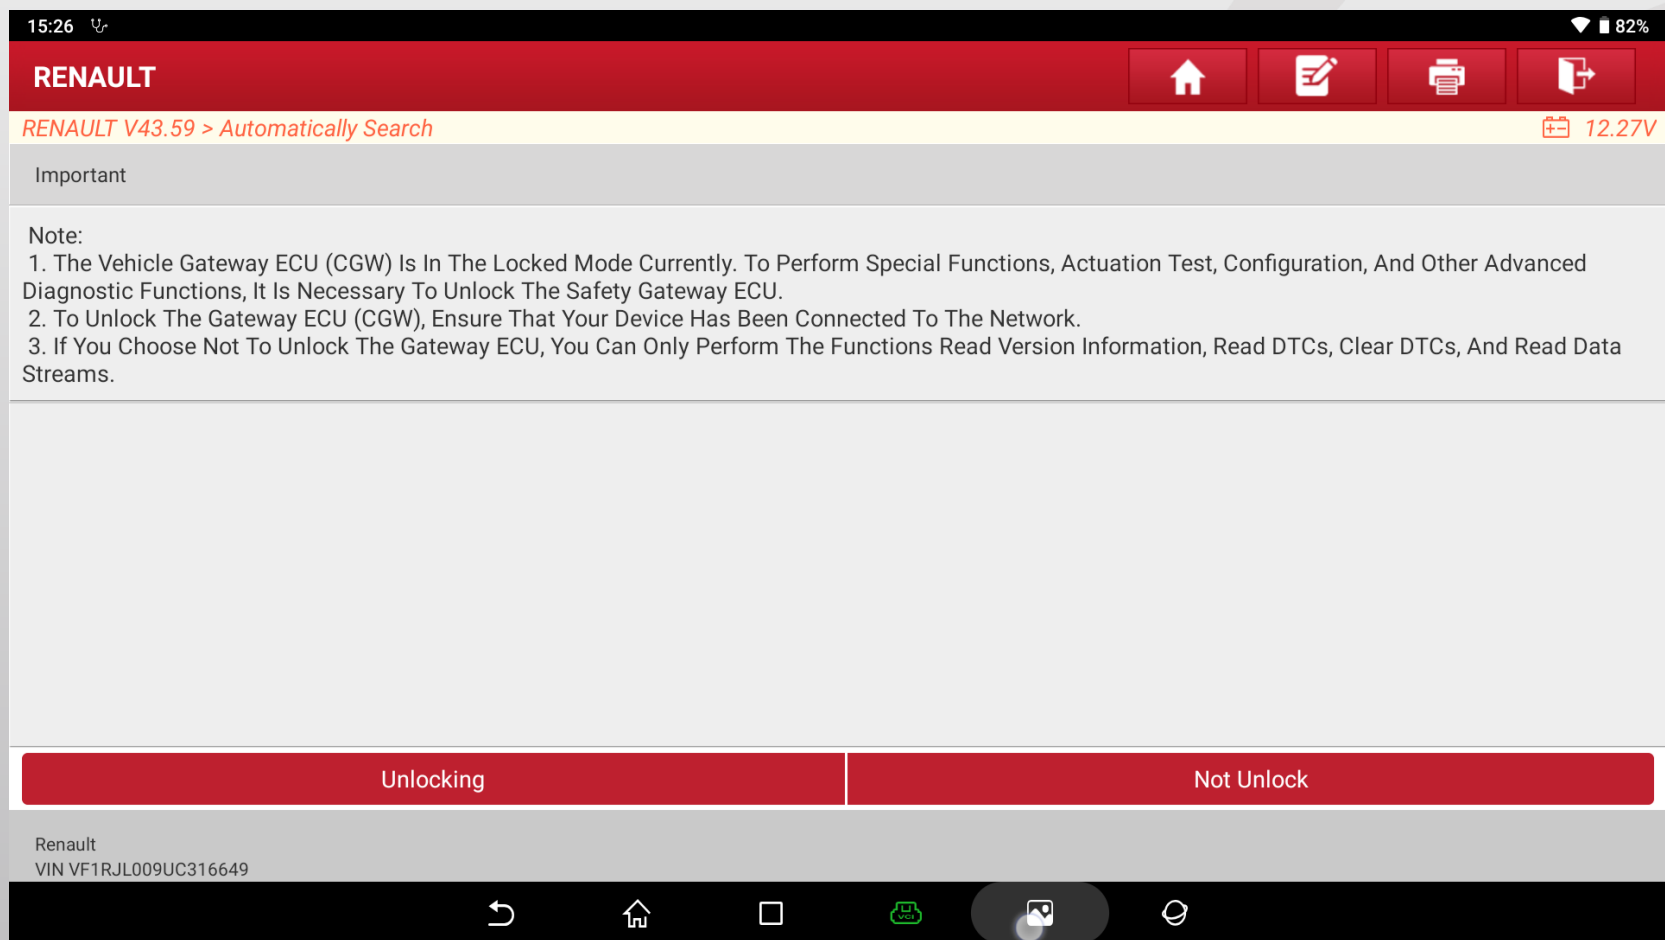 15:26
82%
RENAULT
RENAULT V43.59 > Automatically Search
12.27V
Important
Note:
1. The Vehicle Gateway ECU (CGW) Is In The Locked Mode Currently. To Perform Special Functions, Actuation Test, Configuration, And Other Advanced
Diagnostic Functions, It Is Necessary To Unlock The Safety Gateway ECU.
2. To Unlock The Gateway ECU (CGW), Ensure That Your Device Has Been Connected To The Network.
3. If You Choose Not To Unlock The Gateway ECU, You Can Only Perform The Functions Read Version Information, Read DTCs, Clear DTCs, And Read Data
Streams.
Unlocking
Not Unlock
Renault
VIN VF1RJL009UC316649
VCI